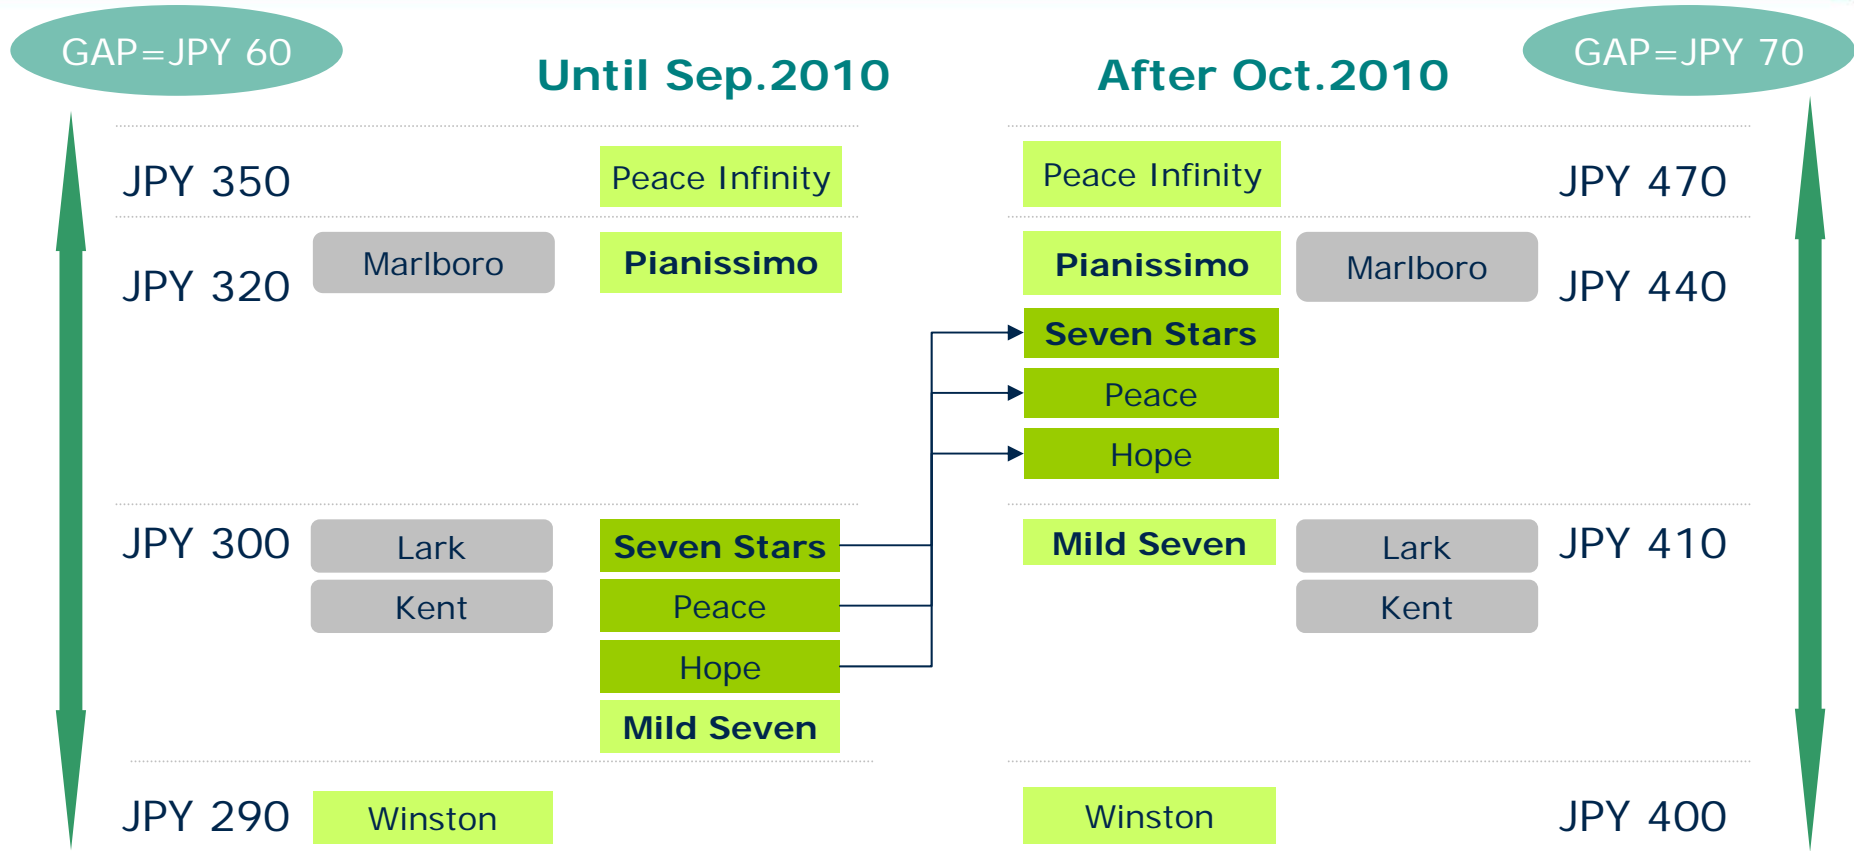 GAP=JPY 60
Until Sep.2010
After Oct.2010
GAP=JPY 70
JPY 350
Peace Infinity
Peace Infinity
JPY 470
JPY 320
Marlboro
Pianissimo
Pianissimo
Marlboro
JPY 440
Seven Stars
Peace
Hope
JPY 300
Lark
Seven Stars
Mild Seven
Lark
JPY 410
Kent
Peace
Kent
Hope
Mild Seven
JPY 290
Winston
Winston
JPY 400